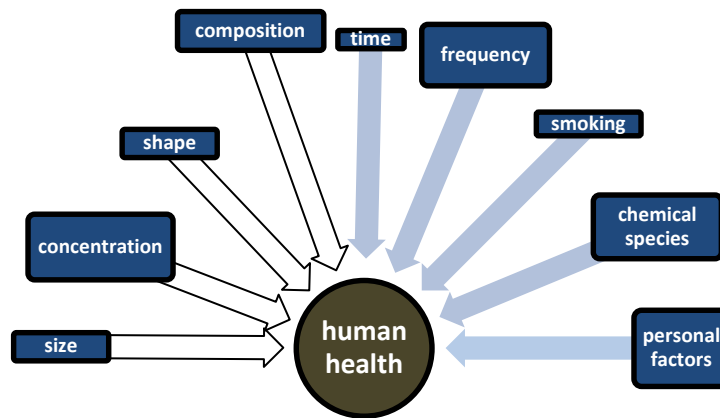 composition
time
frequency
smoking
shape
chemical
species
concentration
human
health
size
personal
factors